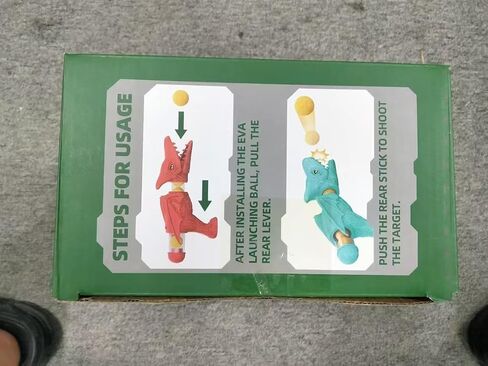 STEPS FOR USAGE
AFTER INSTALLING THE EVA
LAUNCHING BALL, PULL THE
REAR LEVER.
PUSH THE REAR STICK TO SHOOT
THE TARGET.